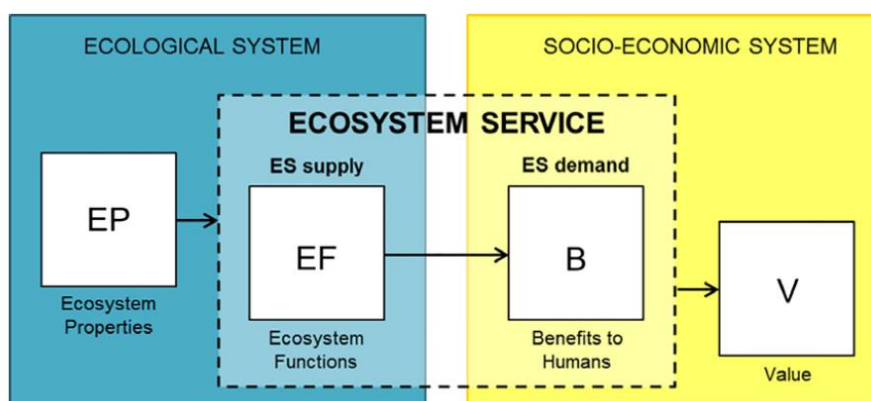 ECOLOGICAL SYSTEM
SOCIO-ECONOMIC SYSTEM
ECOSYSTEM SERVICE
ES supply
ES demand
EP
EF
B
V
Ecosystem
Properties
Ecosystem
Functions
Benefits to
Humans
Value